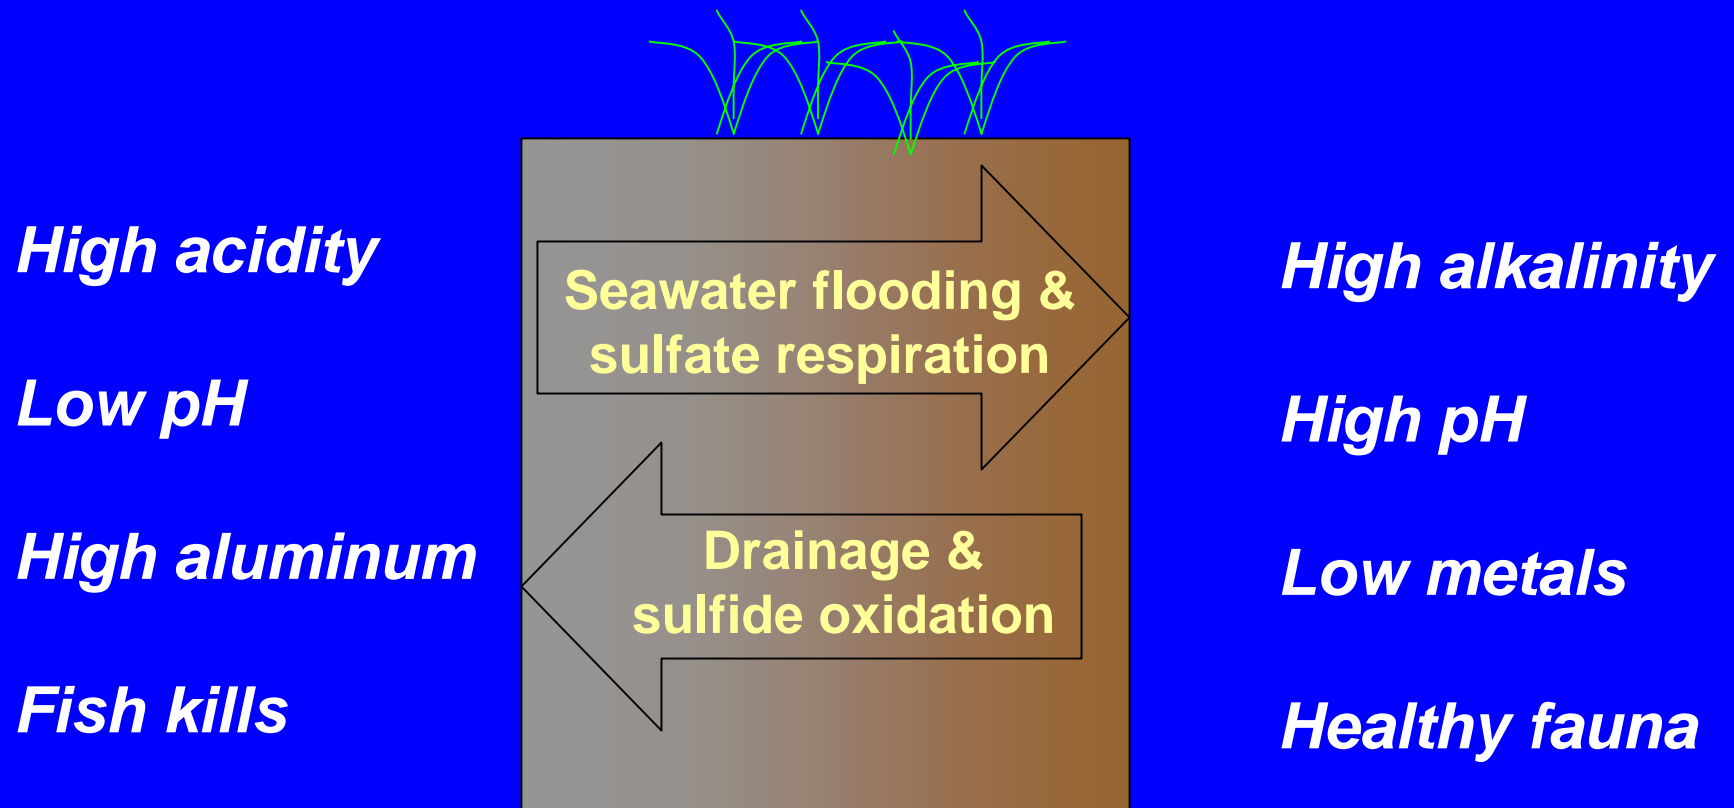 High acidity
Low pH
High aluminum
Fish kills
Seawater flooding &
sulfate respiration
Drainage &
sulfide oxidation
High alkalinity
High pH
Low metals
Healthy fauna